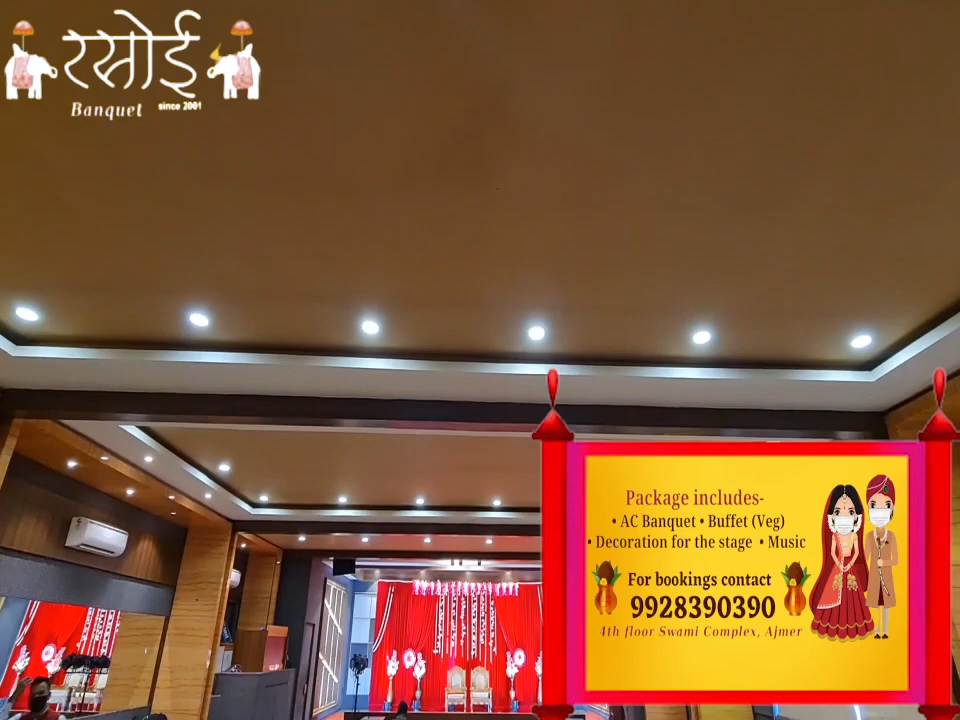 रसोई
Banquet since 2001
Package includes-
• AC Banquet • Buffet (Veg)
• Decoration for the stage • Music
For bookings contact
9928390390
4th floor Swami Complex, Ajmer